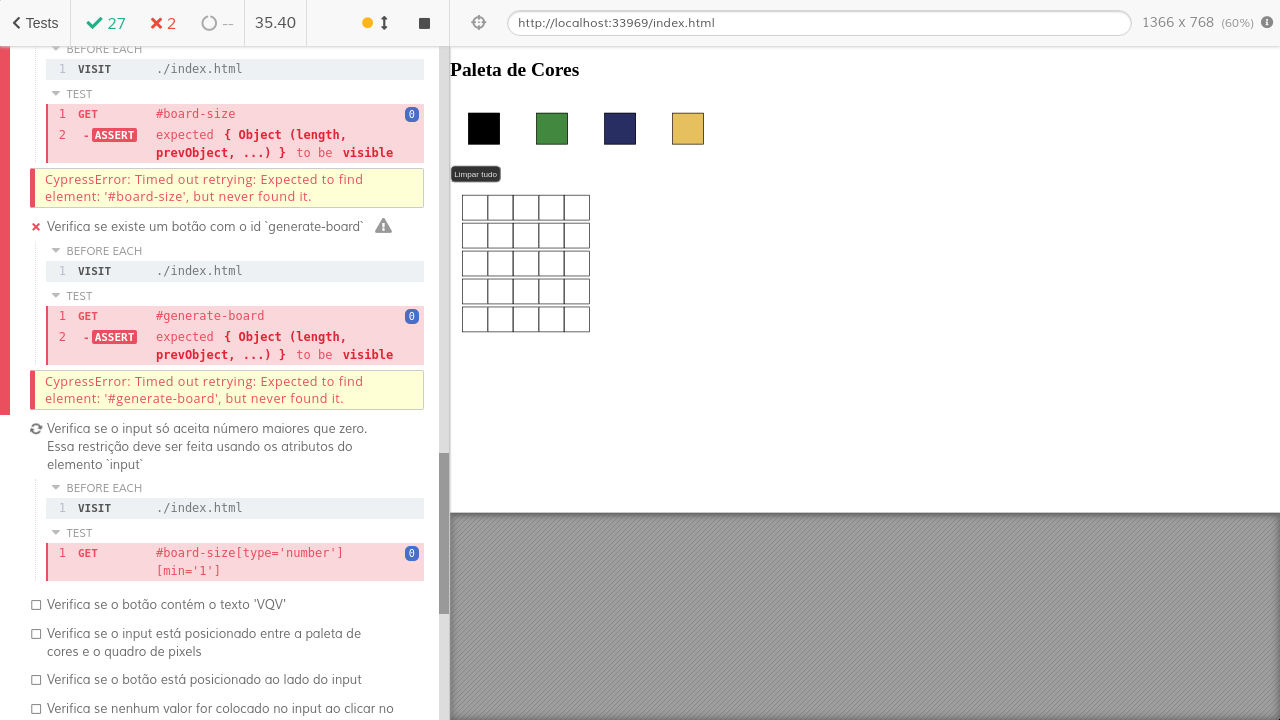 Tests
27
2
--
35.40
http://localhost:33969/index.html
1366 x 768 (60%)
BEFORE EACH
1 VISIT ./index.html
TEST
1 GET #board-size 0
2 -ASSERT expected { Object (length,
prevObject, ...) } to be visible
CypressError: Timed out retrying: Expected to find
element: '#board-size', but never found it.
Verifica se existe um botão com o id `generate-board`
BEFORE EACH
1 VISIT ./index.html
TEST
1 GET #generate-board 0
2 -ASSERT expected { Object (length,
prevObject, ...) } to be visible
CypressError: Timed out retrying: Expected to find
element: '#generate-board', but never found it.
Verifica se o input só aceita número maiores que zero.
Essa restrição deve ser feita usando os atributos do
elemento `input`
BEFORE EACH
1 VISIT ./index.html
TEST
1 GET #board-size[type='number'] 0
[min='1']
Verifica se o botão contém o texto 'VQV'
Verifica se o input está posicionado entre a paleta de
cores e o quadro de pixels
Verifica se o botão está posicionado ao lado do input
Verifica se nenhum valor for colocado no input ao clicar no
Paleta de Cores
Limpar tudo